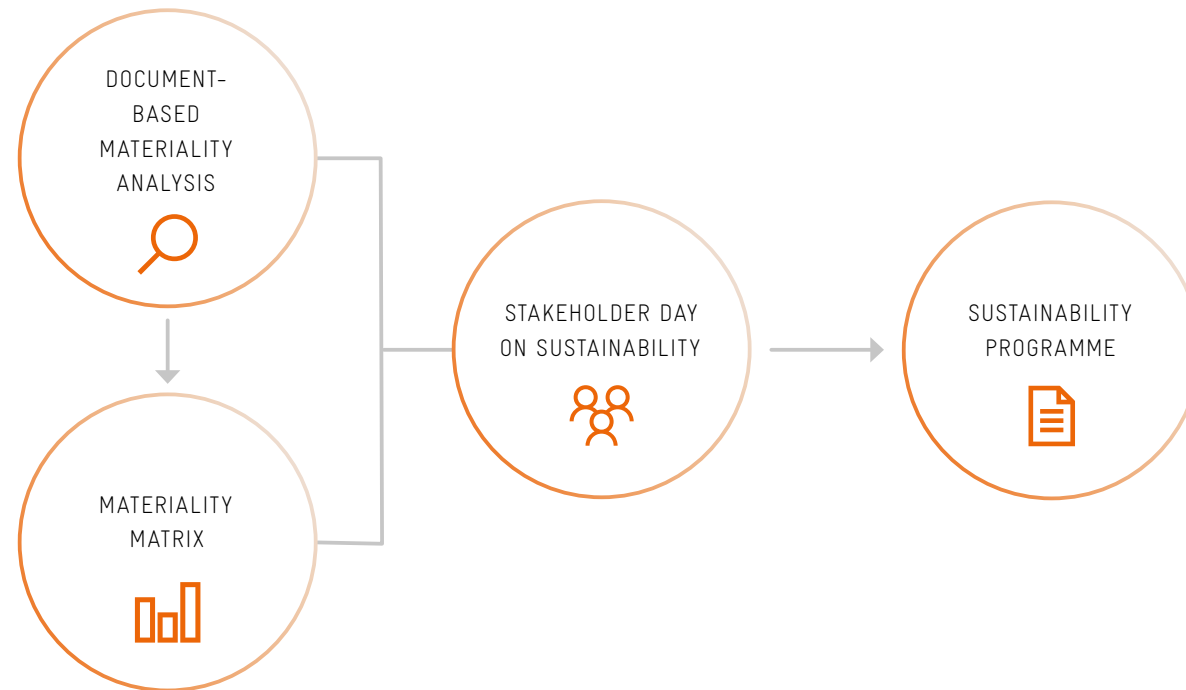 DOCUMENT-
BASED
MATERIALITY
ANALYSIS
STAKEHOLDER DAY
ON SUSTAINABILITY
SUSTAINABILITY
PROGRAMME
MATERIALITY
MATRIX